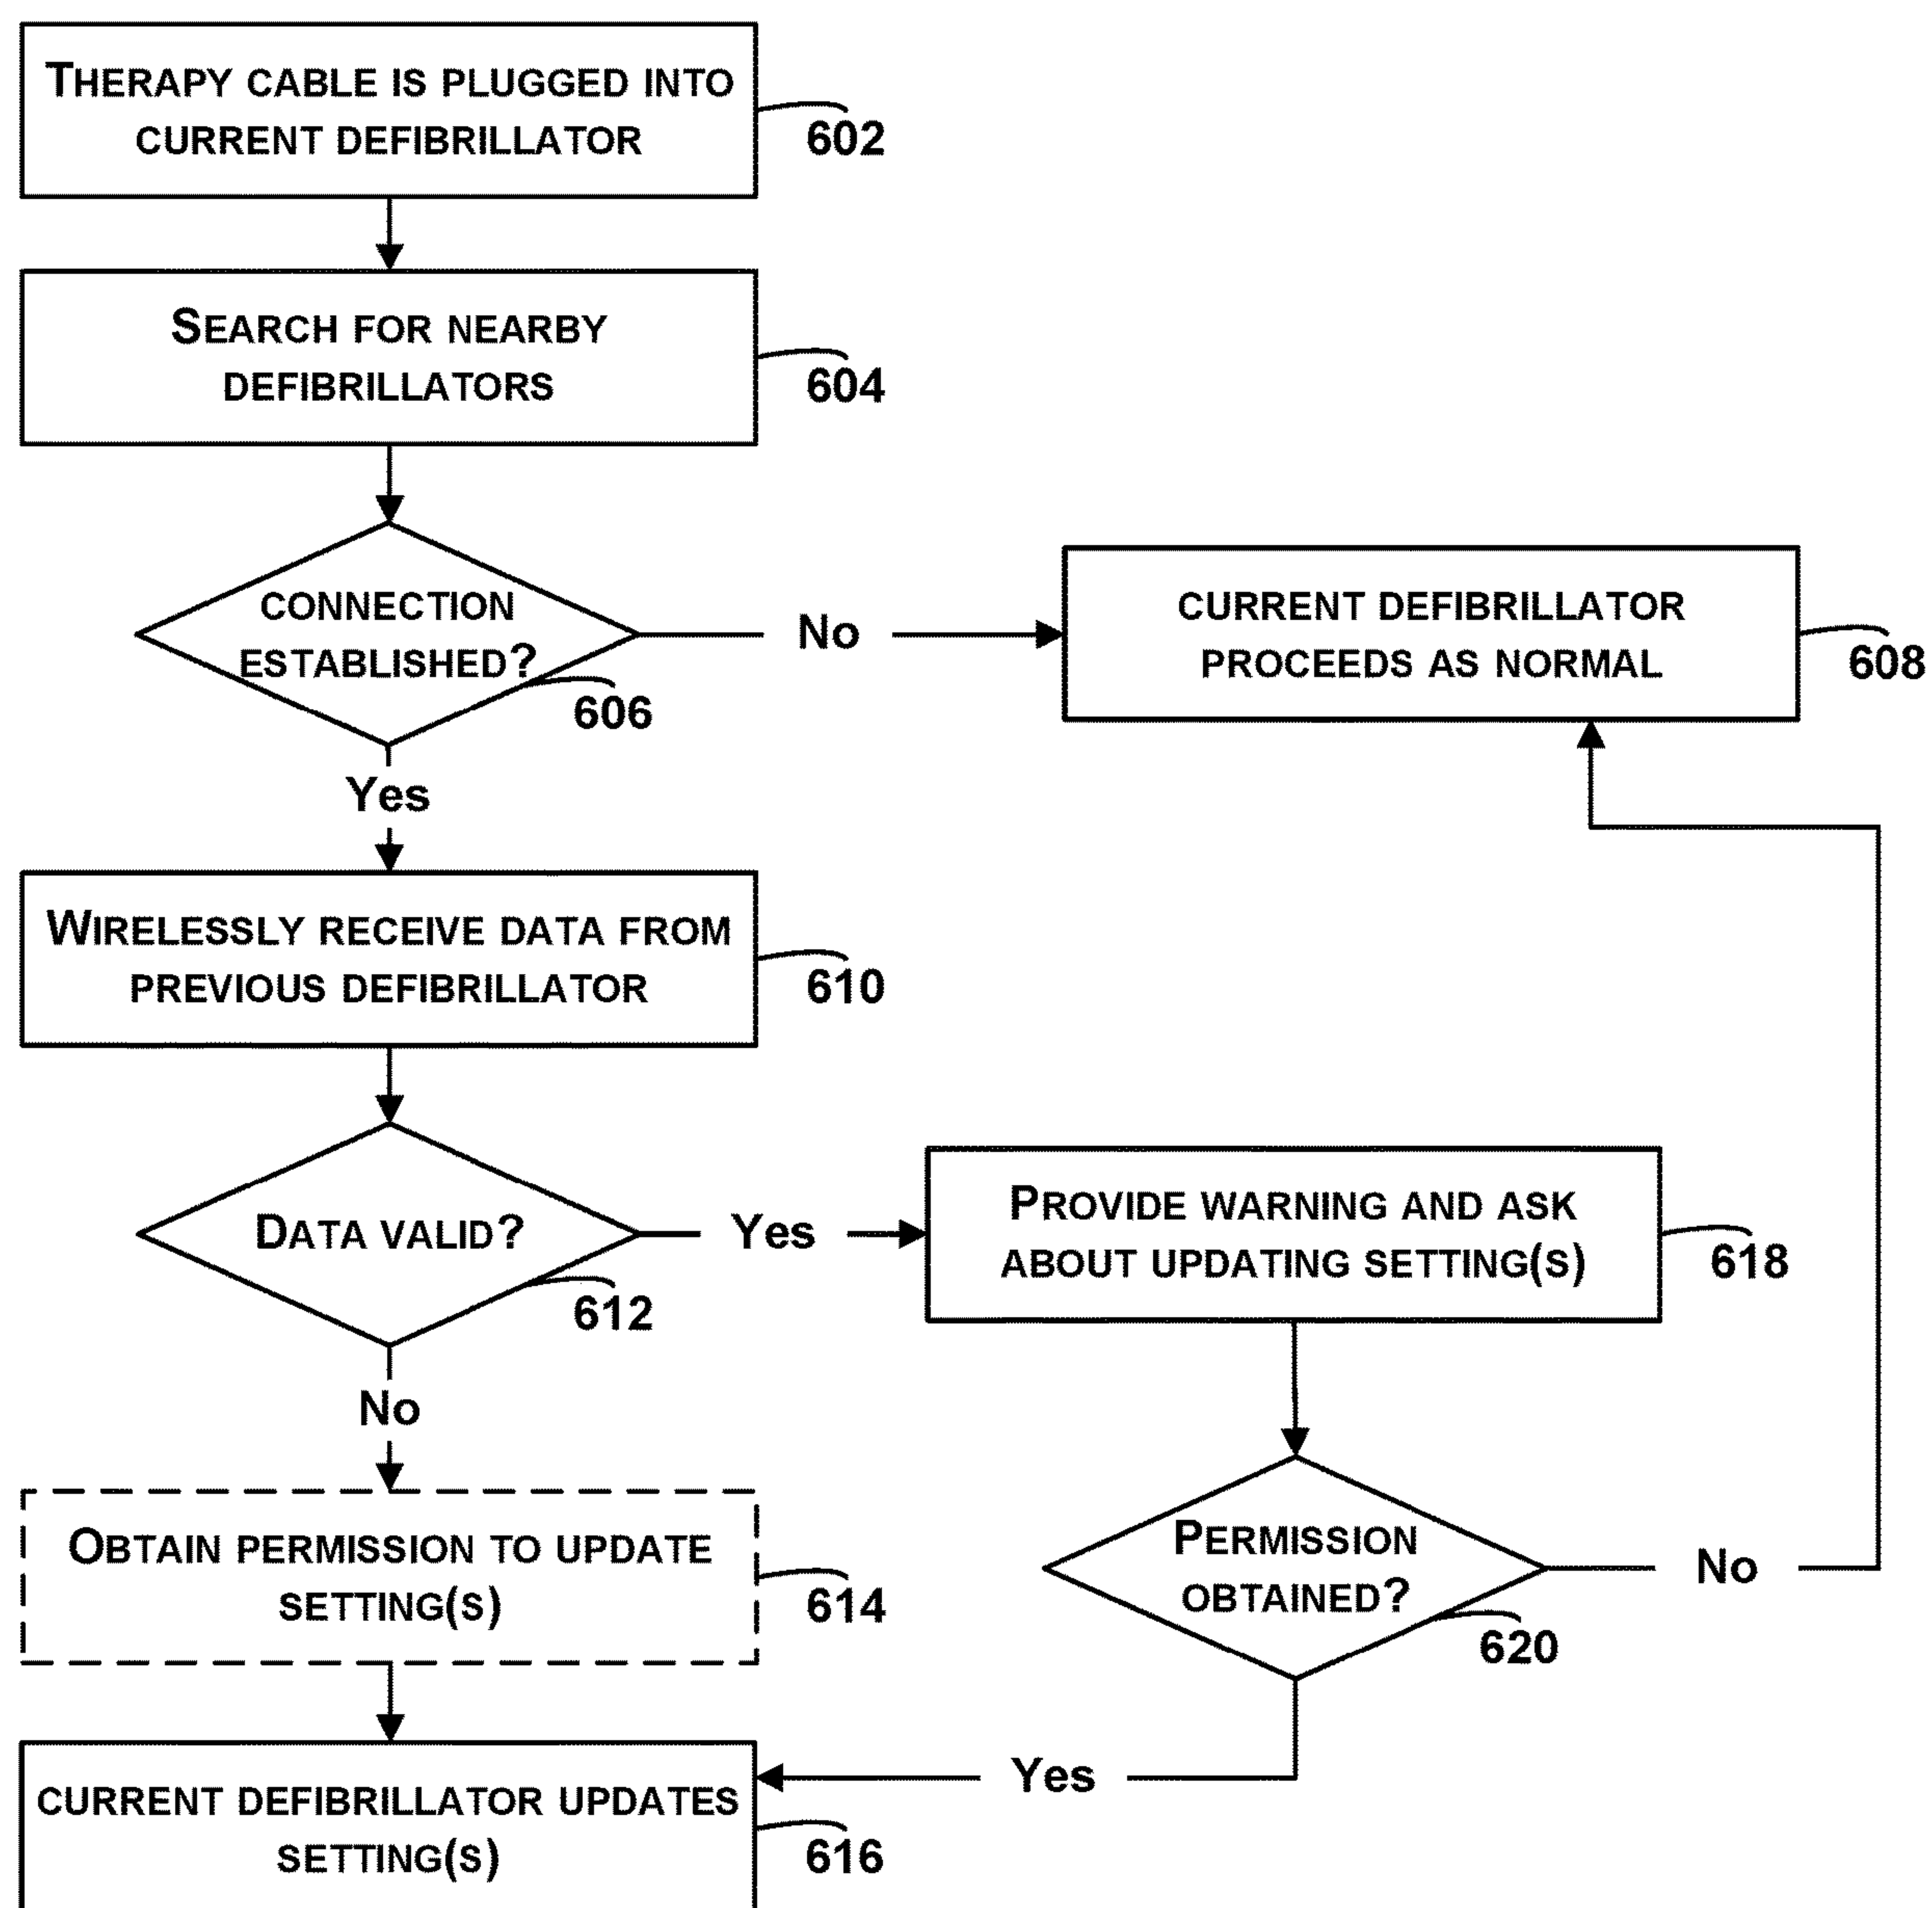 THERAPY CABLE IS PLUGGED INTO
CURRENT DEFIBRILLATOR
602
SEARCH FOR NEARBY
DEFIBRILLATORS
604
CONNECTION
ESTABLISHED?
606
No
CURRENT DEFIBRILLATOR
PROCEEDS AS NORMAL
608
Yes
WIRELESSLY RECEIVE DATA FROM
PREVIOUS DEFIBRILLATOR
610
DATA VALID?
612
Yes
PROVIDE WARNING AND ASK
ABOUT UPDATING SETTING(S)
618
No
OBTAIN PERMISSION TO UPDATE
SETTING(S)
614
PERMISSION
OBTAINED?
620
No
Yes
CURRENT DEFIBRILLATOR UPDATES
SETTING(S)
616